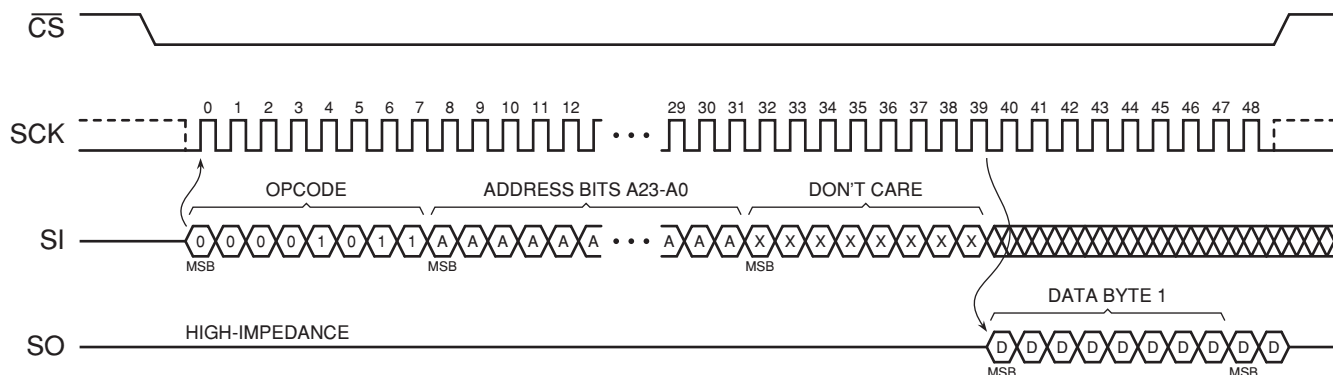 CS
0 1 2 3 4 5 6 7 8 9 10 11 12 29 30 31 32 33 34 35 36 37 38 39 40 41 42 43 44 45 46 47 48
SCK
OPCODE ADDRESS BITS A23-A0 DON'T CARE
SI 0 0 0 0 1 0 1 1 A A A A A A A A A X X X X X X X X
MSB MSB MSB
DATA BYTE 1
HIGH-IMPEDANCE
SO D D D D D D D D D D
MSB MSB